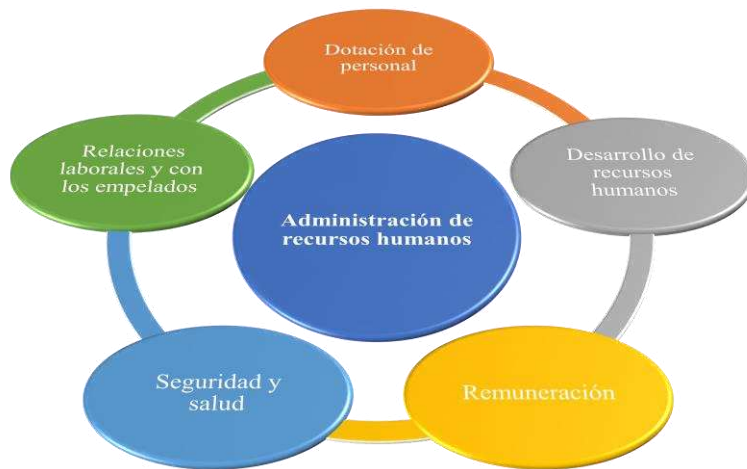 Dotación de
personal
Desarrollo de
recursos
humanos
Remuneración
Seguridad y
salud
Relaciones
laborales y con
los empelados
Administración de
recursos humanos